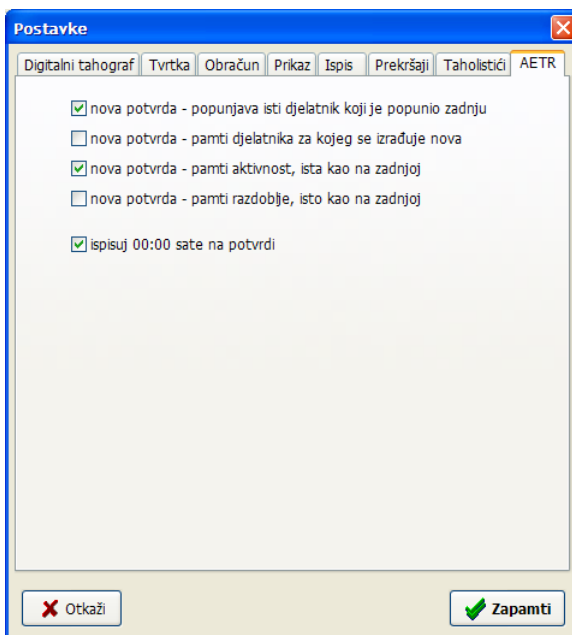 Postavke
Digitalni tahograf Tvrtka Obračun Prikaz Ispis Prekršaji Taholistići AETR
nova potvrda - popunjava isti djelatnik koji je popunio zadnju
nova potvrda - pamti djelatnika za kojeg se izrađuje nova
nova potvrda - pamti aktivnost, ista kao na zadnjoj
nova potvrda - pamti razdoblje, isto kao na zadnjoj
ispisuj 00:00 sate na potvrdi
Otkaži Zapamti